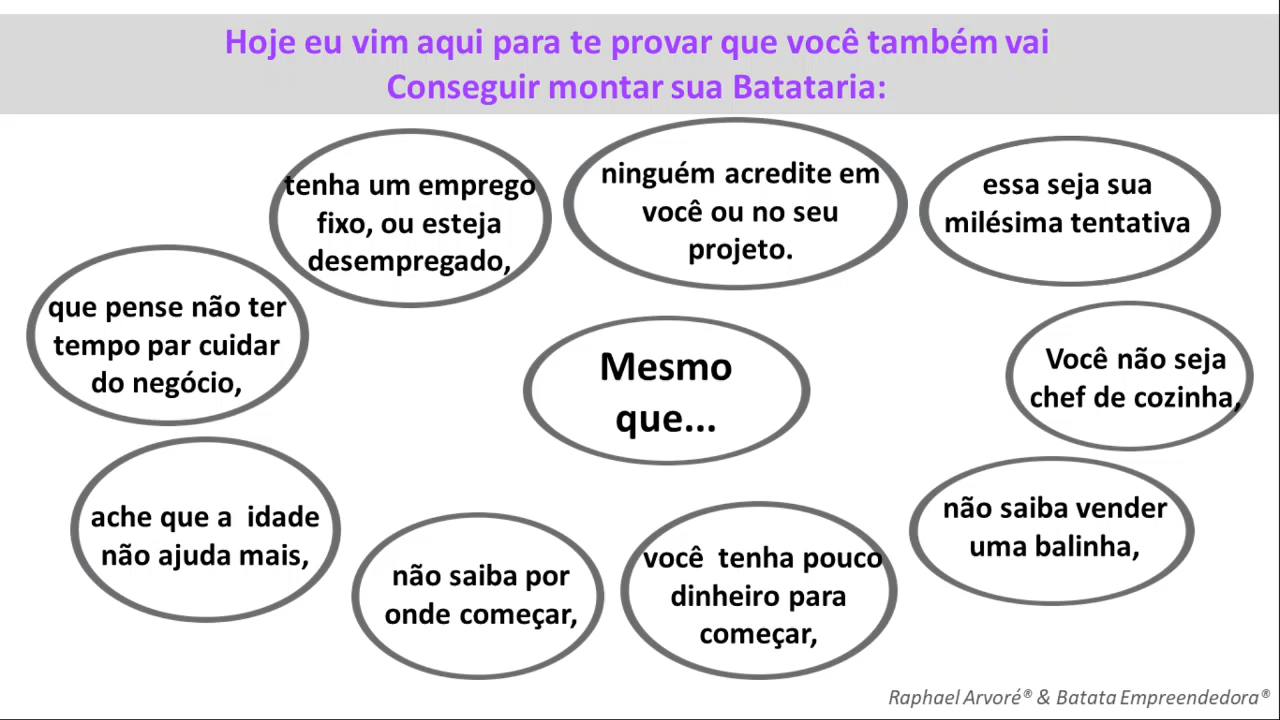 Hoje eu vim aqui para te provar que você também vai
Conseguir montar sua Batataria:
tenha um emprego
fixo, ou esteja
desempregado,
ninguém acredite em
você ou no seu
projeto.
essa seja sua
milésima tentativa
que pense não ter
tempo par cuidar
do negócio,
Mesmo
que...
Você não seja
chef de cozinha,
ache que a  idade
não ajuda mais,
não saiba por
onde começar,
você  tenha pouco
dinheiro para
começar,
não saiba vender
uma balinha,
Raphael Arvoré® & Batata Empreendedora®